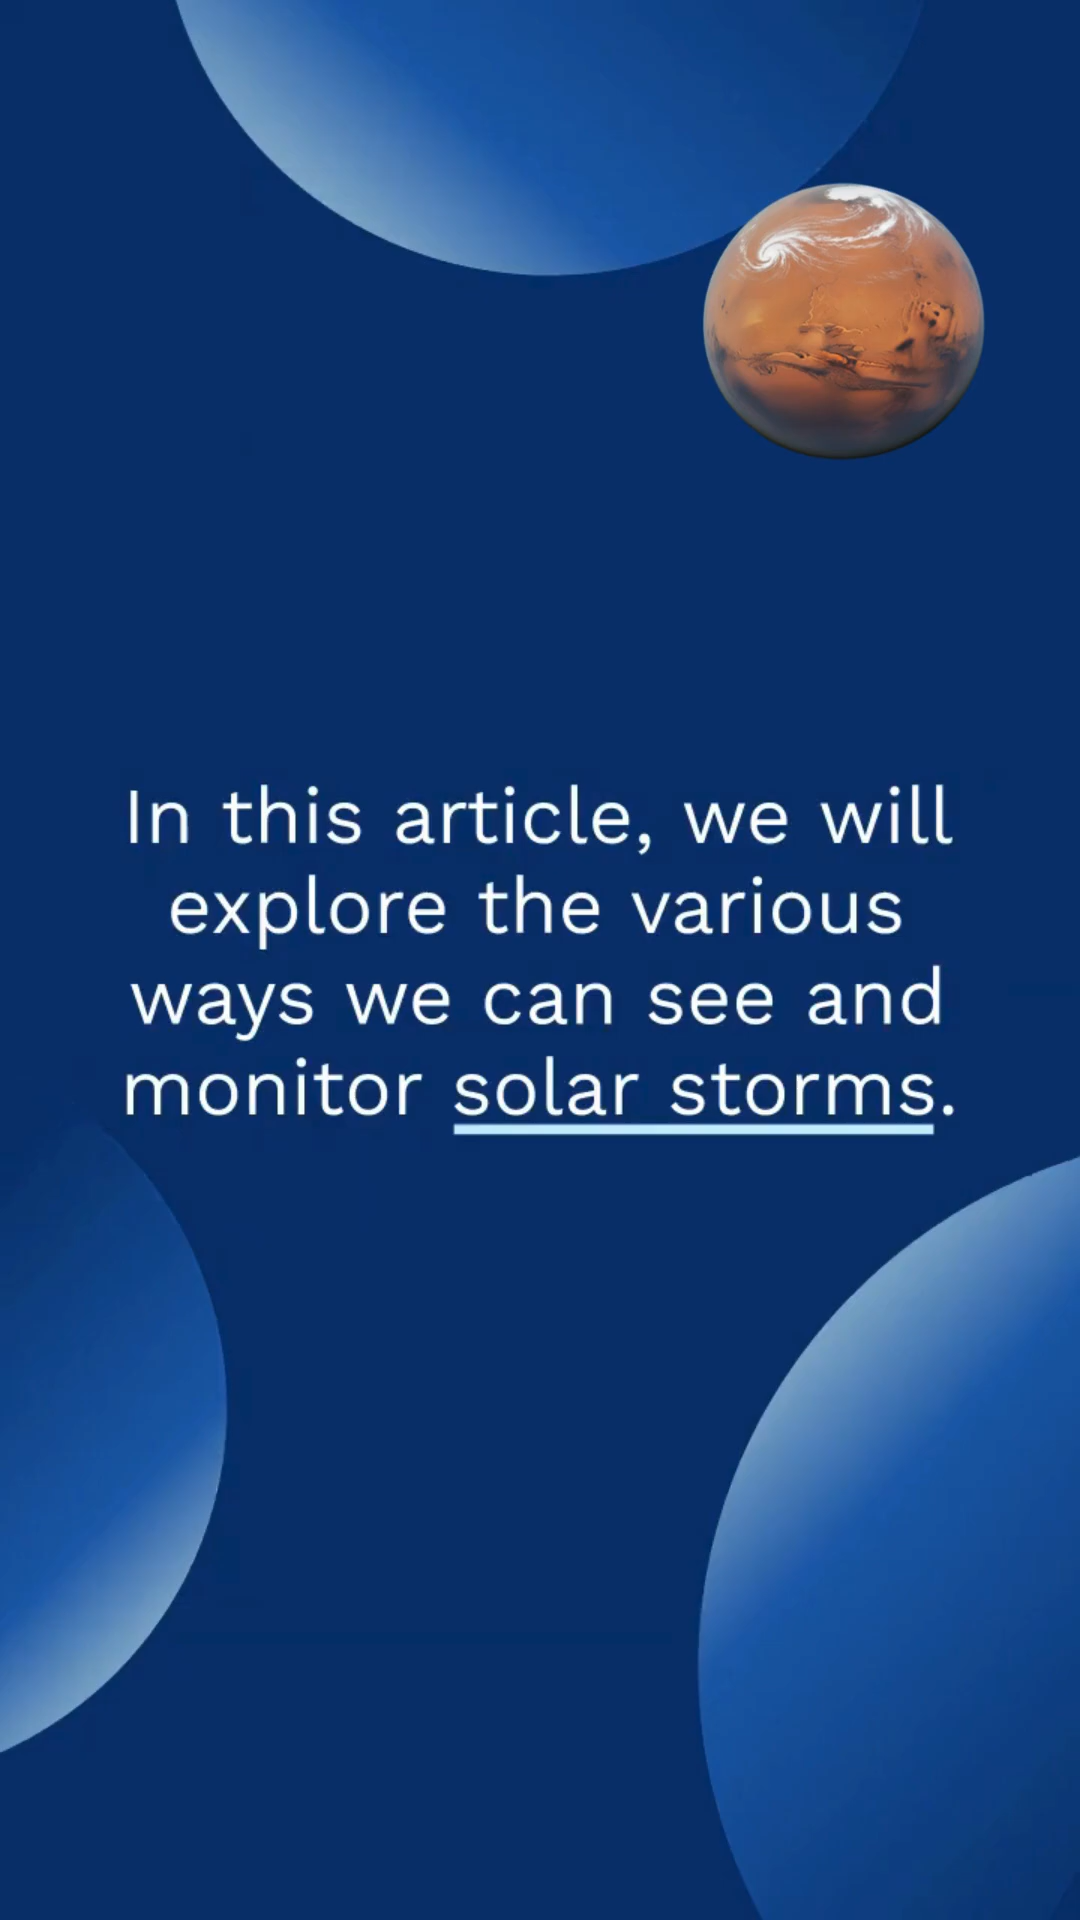 In this article, we will
explore the various
ways we can see and
monitor solar storms.